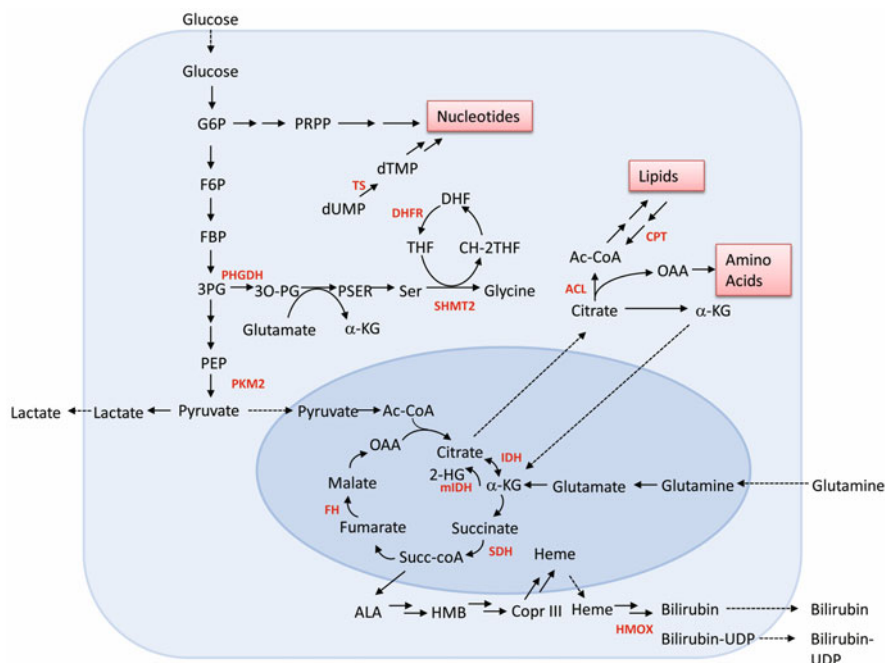 Glucose
Glucose
G6P
PRPP
Nucleotides
dTMP
TS
dUMP
F6P
FBP
DHF
DHFR
THF
CH-2THF
Lipids
CPT
Ac-CoA
OAA
Amino
Acids
ACL
Citrate
α-KG
PHGDH
3PG
3O-PG
PSER
Ser
Glycine
SHMT2
Glutamate
α-KG
PEP
PKM2
Lactate
Lactate
Pyruvate
Pyruvate
Ac-CoA
OAA
Citrate
IDH
2-HG
mIDH
α-KG
Glutamate
Glutamine
Glutamine
Malate
FH
Fumarate
Succinate
SDH
Succ-coA
Heme
ALA
HMB
Copr III
Heme
HMOX
Bilirubin
Bilirubin
Bilirubin-UDP
Bilirubin-
UDP